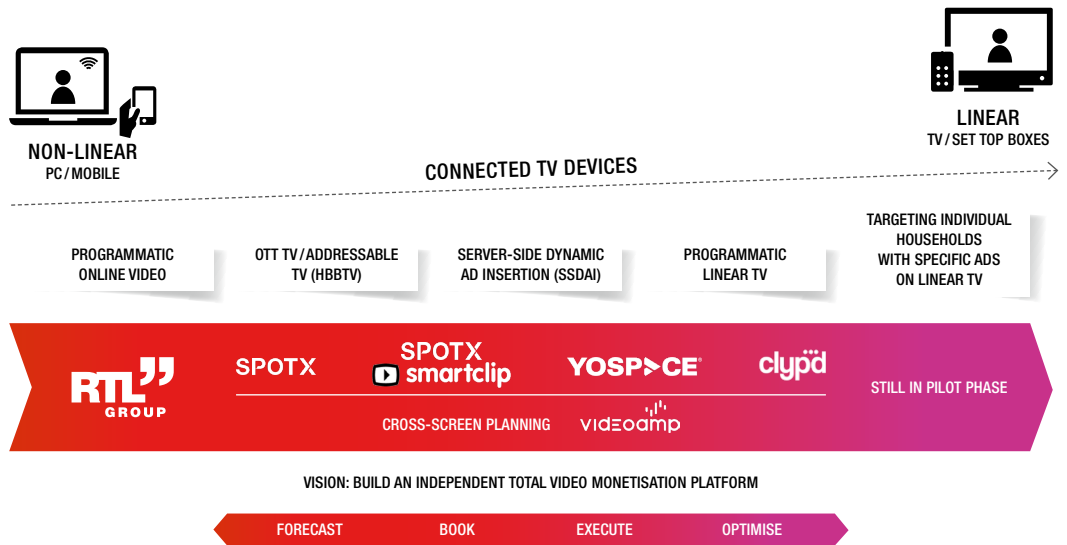 NON-LINEAR
PC / MOBILE
LINEAR
TV / SET TOP BOXES
CONNECTED TV DEVICES
PROGRAMMATIC
ONLINE VIDEO
OTT TV / ADDRESSABLE
TV (HBBTV)
SERVER-SIDE DYNAMIC
AD INSERTION (SSDAI)
PROGRAMMATIC
LINEAR TV
TARGETING INDIVIDUAL
HOUSEHOLDS
WITH SPECIFIC ADS
ON LINEAR TV
RTL
GROUP
SPOTX
SPOTX
smartclip
YOSPACE®
clypd
STILL IN PILOT PHASE
CROSS-SCREEN PLANNING
VIDEOAMP
VISION: BUILD AN INDEPENDENT TOTAL VIDEO MONETISATION PLATFORM
FORECAST
BOOK
EXECUTE
OPTIMISE